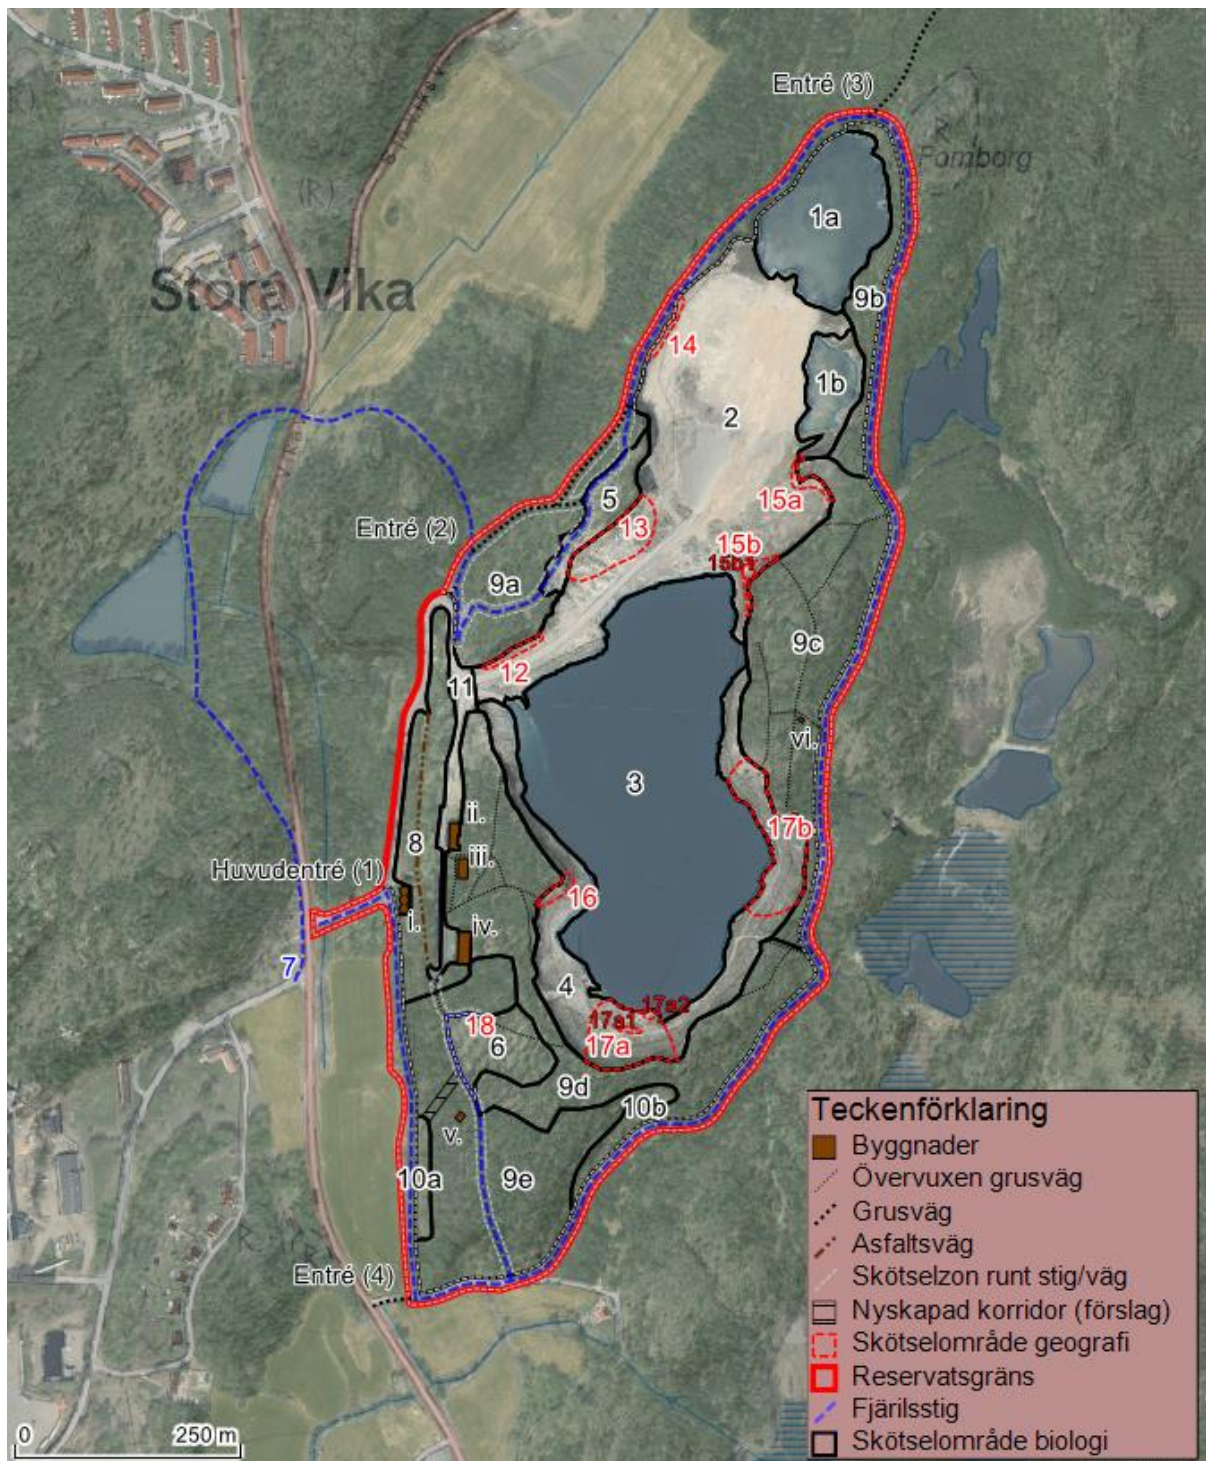 Entré (3)
Famborg
1a
Stora Vika
9b
14
1b
2
15a
5
13
Entré (2)
15b
15b1
9a
9c
12
11
vi.
3
ii.
17b
8
iii.
Huvudentré (1)
16
i.
iv.
7
4
17a2
17a1
18
17a
6
9d
10b
v.
10a
9e
Entré (4)
0
250 m
Teckenförklaring
Byggnader
Övervuxen grusväg
Grusväg
Asfaltsväg
Skötselzon runt stig/väg
Nyskapad korridor (förslag)
Skötselområde geografi
Reservatsgräns
Fjärilsstig
Skötselområde biologi